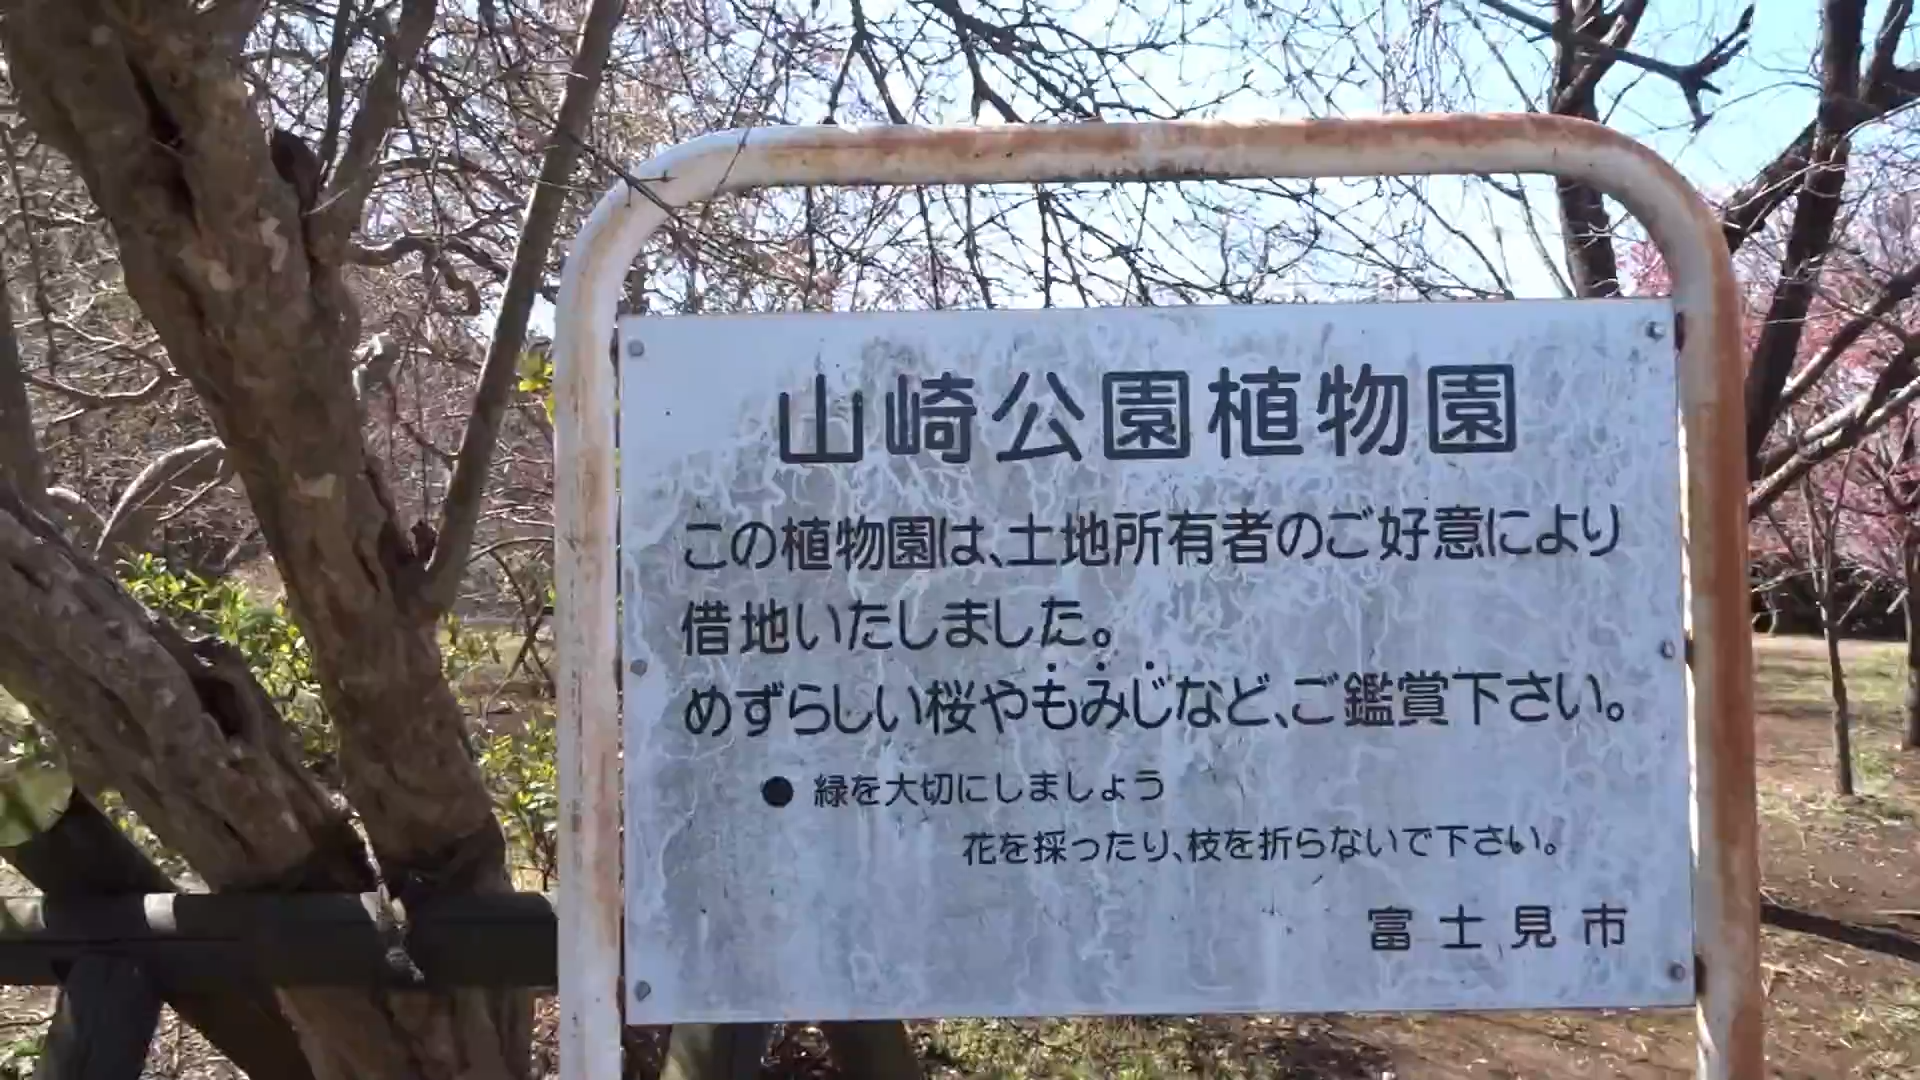 山崎公園植物園
この植物園は、土地所有者のご好意により
借地いたしました。
めずらしい桜やもみじなど、ご鑑賞下さい。
● 緑を大切にしましょう
花を採ったり、枝を折らないで下さい。
富士見市